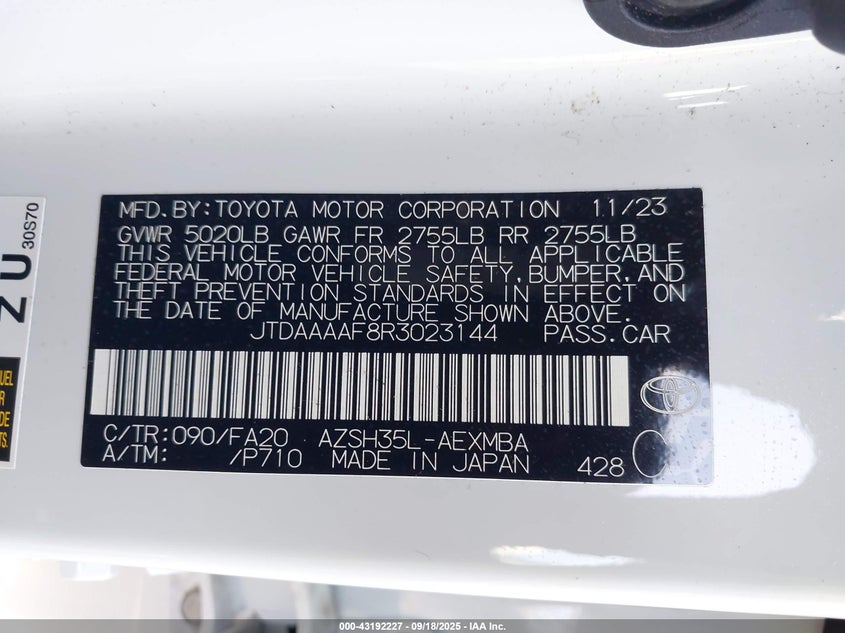 MFD.BY:TOYOTA MOTOR CORPORATION 11/23
GVWR 5020LB GAWR FR 2755LB RR 2755LB
THIS VEHICLE CONFORMS TO ALL APPLICABLE
FEDERAL MOTOR VEHICLE SAFETY, BUMPER, AND
THEFT PREVENTION STANDARDS IN EFFECT ON
THE DATE OF MANUFACTURE SHOWN ABOVE.
JTDAAAAF8R3023144 PASS.CAR
C/TR:090/FA20 AZSH35L-AEXMBA
A/TM: /P710 MADE IN JAPAN 428
30S70
000-43192227 - 09/18/2025 - IAA Inc.